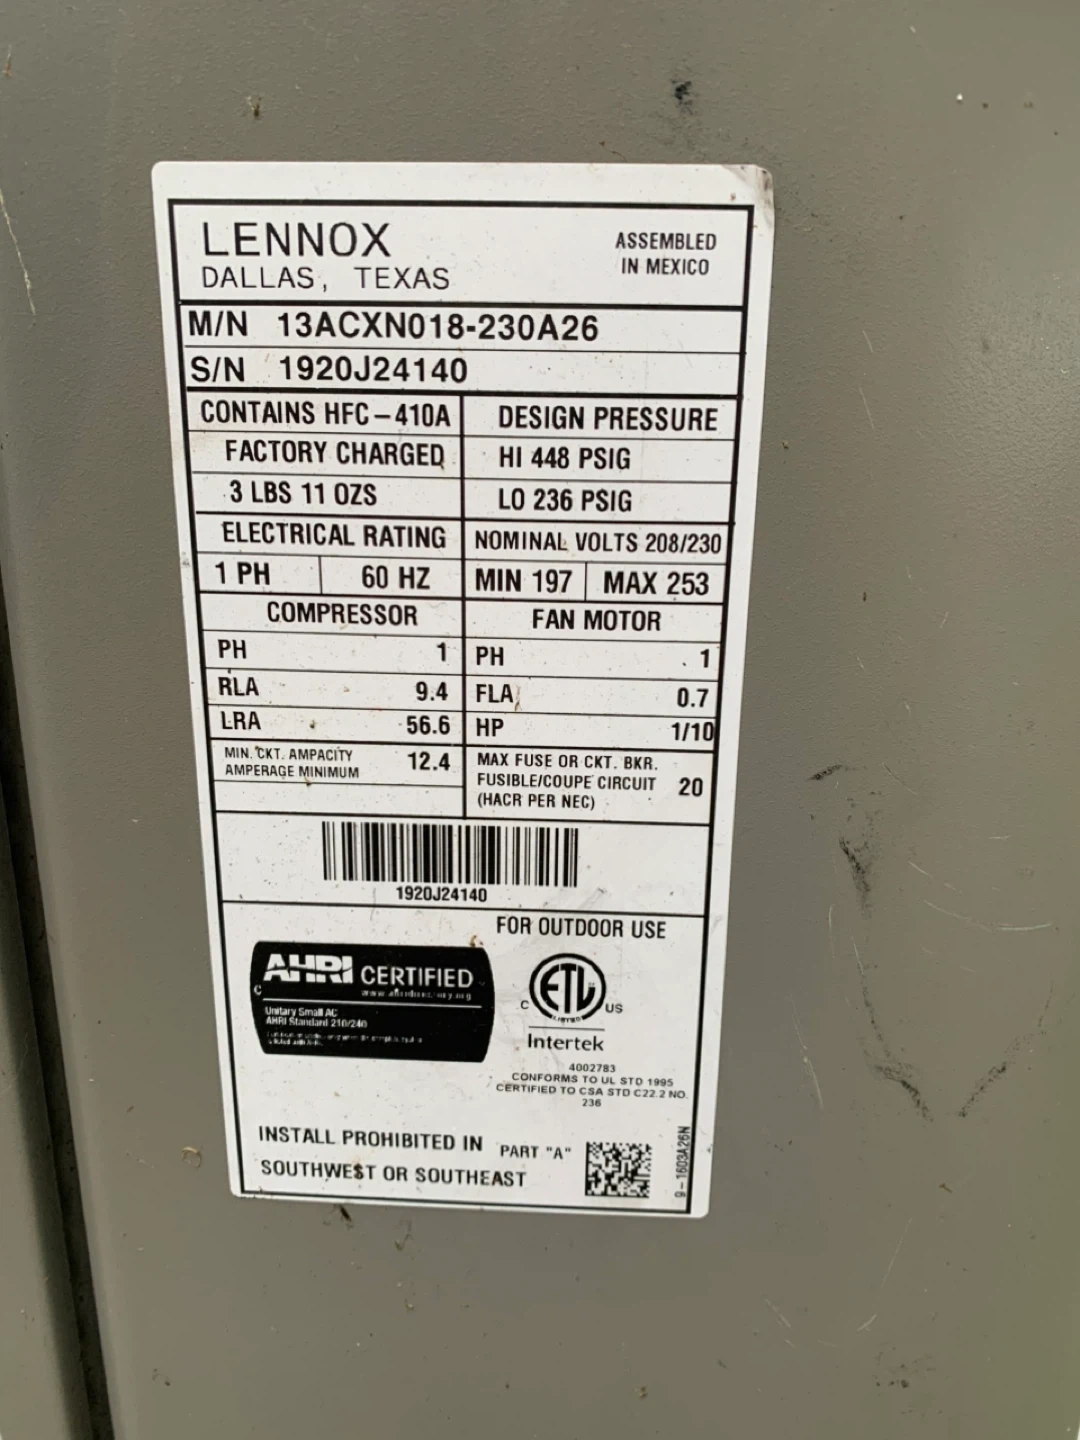 LENNOX
DALLAS, TEXAS
ASSEMBLED
IN MEXICO
M/N 13ACXN018-230A26
S/N 1920J24140
CONTAINS HFC-410A
DESIGN PRESSURE
FACTORY CHARGED
HI 448 PSIG
3 LBS 11 OZS
LO 236 PSIG
ELECTRICAL RATING
NOMINAL VOLTS 208/230
1 PH
60 HZ
MIN 197
MAX 253
COMPRESSOR
FAN MOTOR
PH 1
PH 1
RLA 9.4
FLA 0.7
LRA 56.6
HP 1/10
MIN. CKT. AMPACITY
AMPERAGE MINIMUM
12.4
MAX FUSE OR CKT. BKR.
FUSIBLE/COUPE CIRCUIT
(HACR PER NEC)
20
1920J24140
FOR OUTDOOR USE
AHRI CERTIFIED
Unitary Small AC
AHRI Standard 210/240
C ETL US
LISTED
Intertek
4002783
CONFORMS TO UL STD 1995
CERTIFIED TO CSA STD C22.2 NO.
236
INSTALL PROHIBITED IN
SOUTHWEST OR SOUTHEAST
PART "A"
9-1603A26N